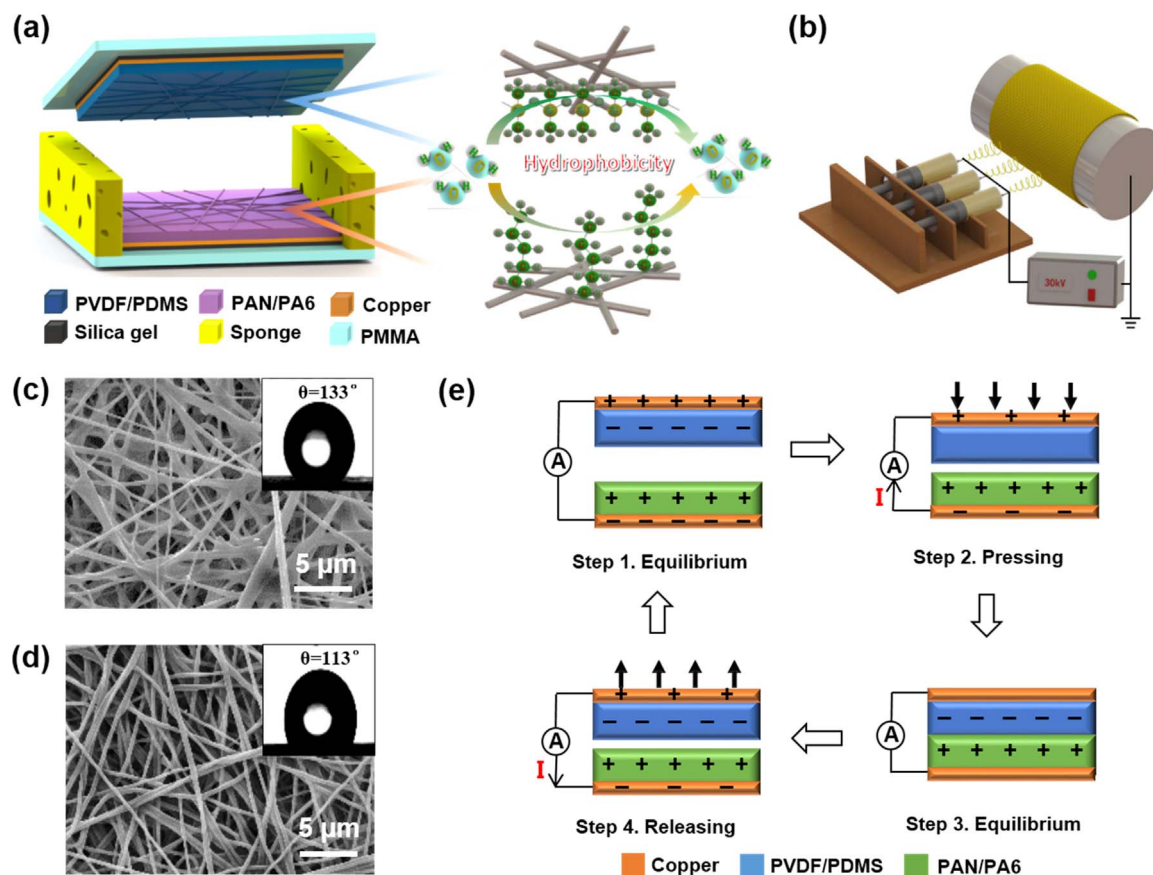 (a)
H H
H O H
O O
H H
Hydrophobicity
PVDF/PDMS PAN/PA6 Copper
Silica gel Sponge PMMA
(b)
30kV
(c)
θ=133°
5 μm
(d)
θ=113°
5 μm
(e)
+ + + + +
− − − − −
A
+ + + + +
− − − − −
Step 1. Equilibrium
+ + +
A
I
+ + + + +
− − −
Step 2. Pressing
+ + +
− − − − −
A
I
+ + + + +
− − −
Step 4. Releasing
− − − − −
A
+ + + + +
Step 3. Equilibrium
Copper PVDF/PDMS PAN/PA6